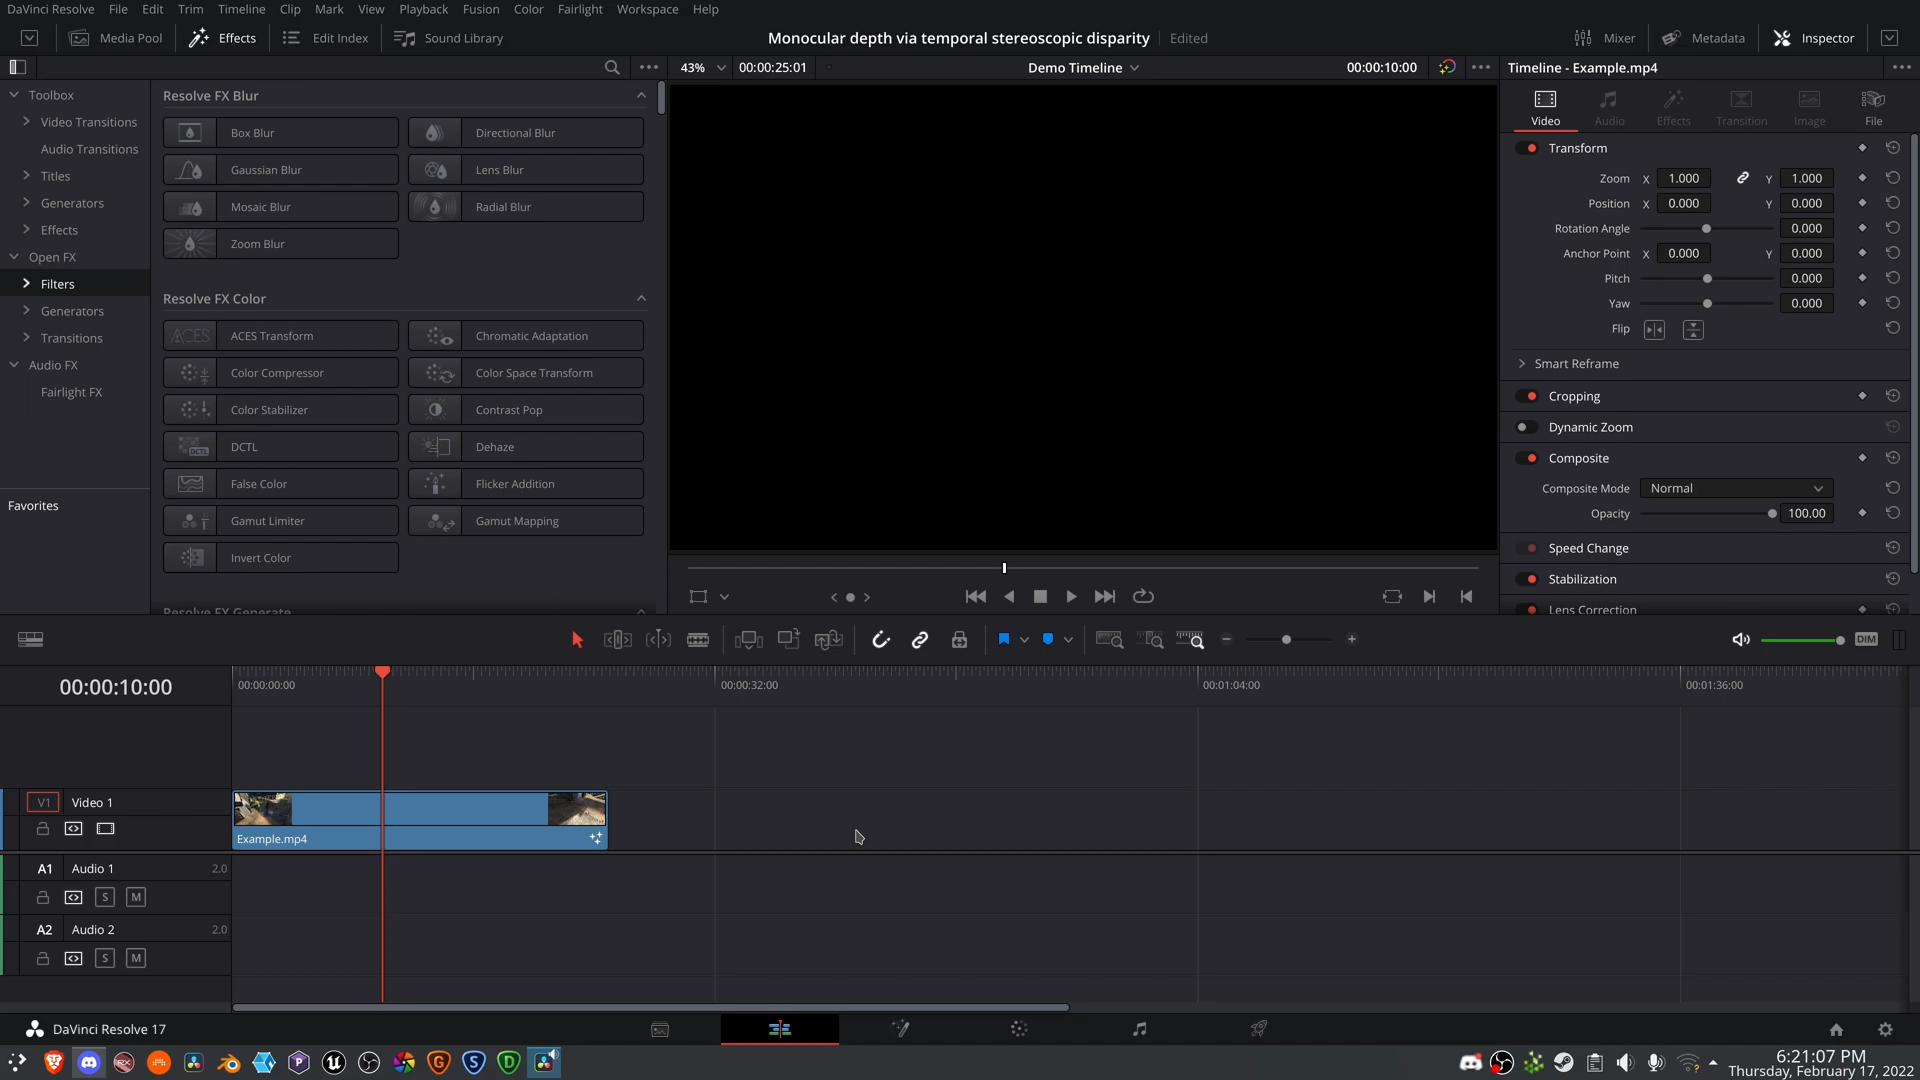 DaVinci Resolve File Edit Trim Timeline Clip Mark View Playback Fusion Color Fairlight Workspace Help
Media Pool Effects Edit Index Sound Library Monocular depth via temporal stereoscopic disparity Edited Mixer Metadata Inspector
43% 00:00:25:01 Demo Timeline 00:00:10:00 Timeline - Example.mp4
Toolbox
Video Transitions
Audio Transitions
Titles
Generators
Effects
Open FX
Filters
Generators
Transitions
Audio FX
Fairlight FX
Favorites
Resolve FX Blur
Box Blur Directional Blur
Gaussian Blur Lens Blur
Mosaic Blur Radial Blur
Zoom Blur
Resolve FX Color
ACES ACES Transform Chromatic Adaptation
Color Compressor Color Space Transform
Color Stabilizer Contrast Pop
DCTL DCTL Dehaze
False Color Flicker Addition
Gamut Limiter Gamut Mapping
Invert Color
Resolve FX Generate
Video Audio Effects Transition Image File
Transform
Zoom X 1.000 Y 1.000
Position X 0.000 Y 0.000
Rotation Angle 0.000
Anchor Point X 0.000 Y 0.000
Pitch 0.000
Yaw 0.000
Flip
Smart Reframe
Cropping
Dynamic Zoom
Composite
Composite Mode Normal
Opacity 100.00
Speed Change
Stabilization
Lens Correction
DIM
00:00:10:00 00:00:00:00 00:00:32:00 00:01:04:00 00:01:36:00
V1 Video 1
Example.mp4
A1 Audio 1 2.0
S M
A2 Audio 2 2.0
S M
DaVinci Resolve 17
6:21:07 PM
Thursday, February 17, 2022